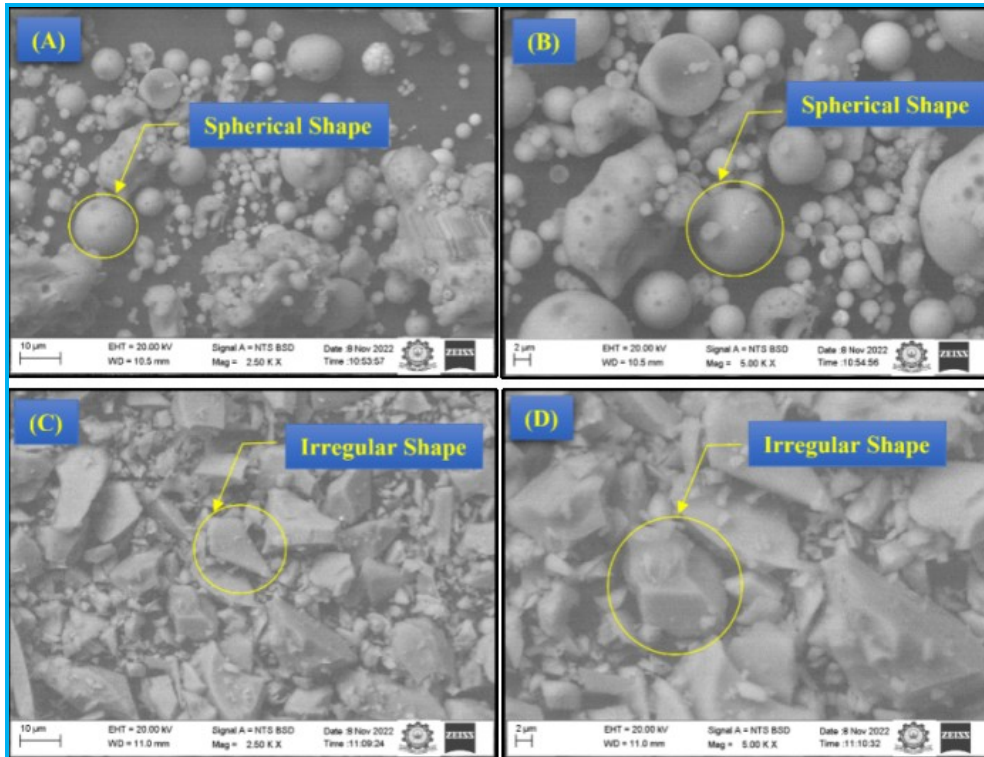 (A)
Spherical Shape
10 µm
EHT = 20.00 kV
WD = 10.5 mm
Signal A = NTS BSD
Mag = 2.50 K X
Date :8 Nov 2022
Time :10:53:57
ZEISS
(B)
Spherical Shape
2 µm
EHT = 20.00 kV
WD = 10.5 mm
Signal A = NTS BSD
Mag = 5.00 K X
Date :8 Nov 2022
Time :10:54:56
ZEISS
(C)
Irregular Shape
10 µm
EHT = 20.00 kV
WD = 11.0 mm
Signal A = NTS BSD
Mag = 2.50 K X
Date :8 Nov 2022
Time :11:09:24
ZEISS
(D)
Irregular Shape
2 µm
EHT = 20.00 kV
WD = 11.0 mm
Signal A = NTS BSD
Mag = 5.00 K X
Date :8 Nov 2022
Time :11:10:32
ZEISS